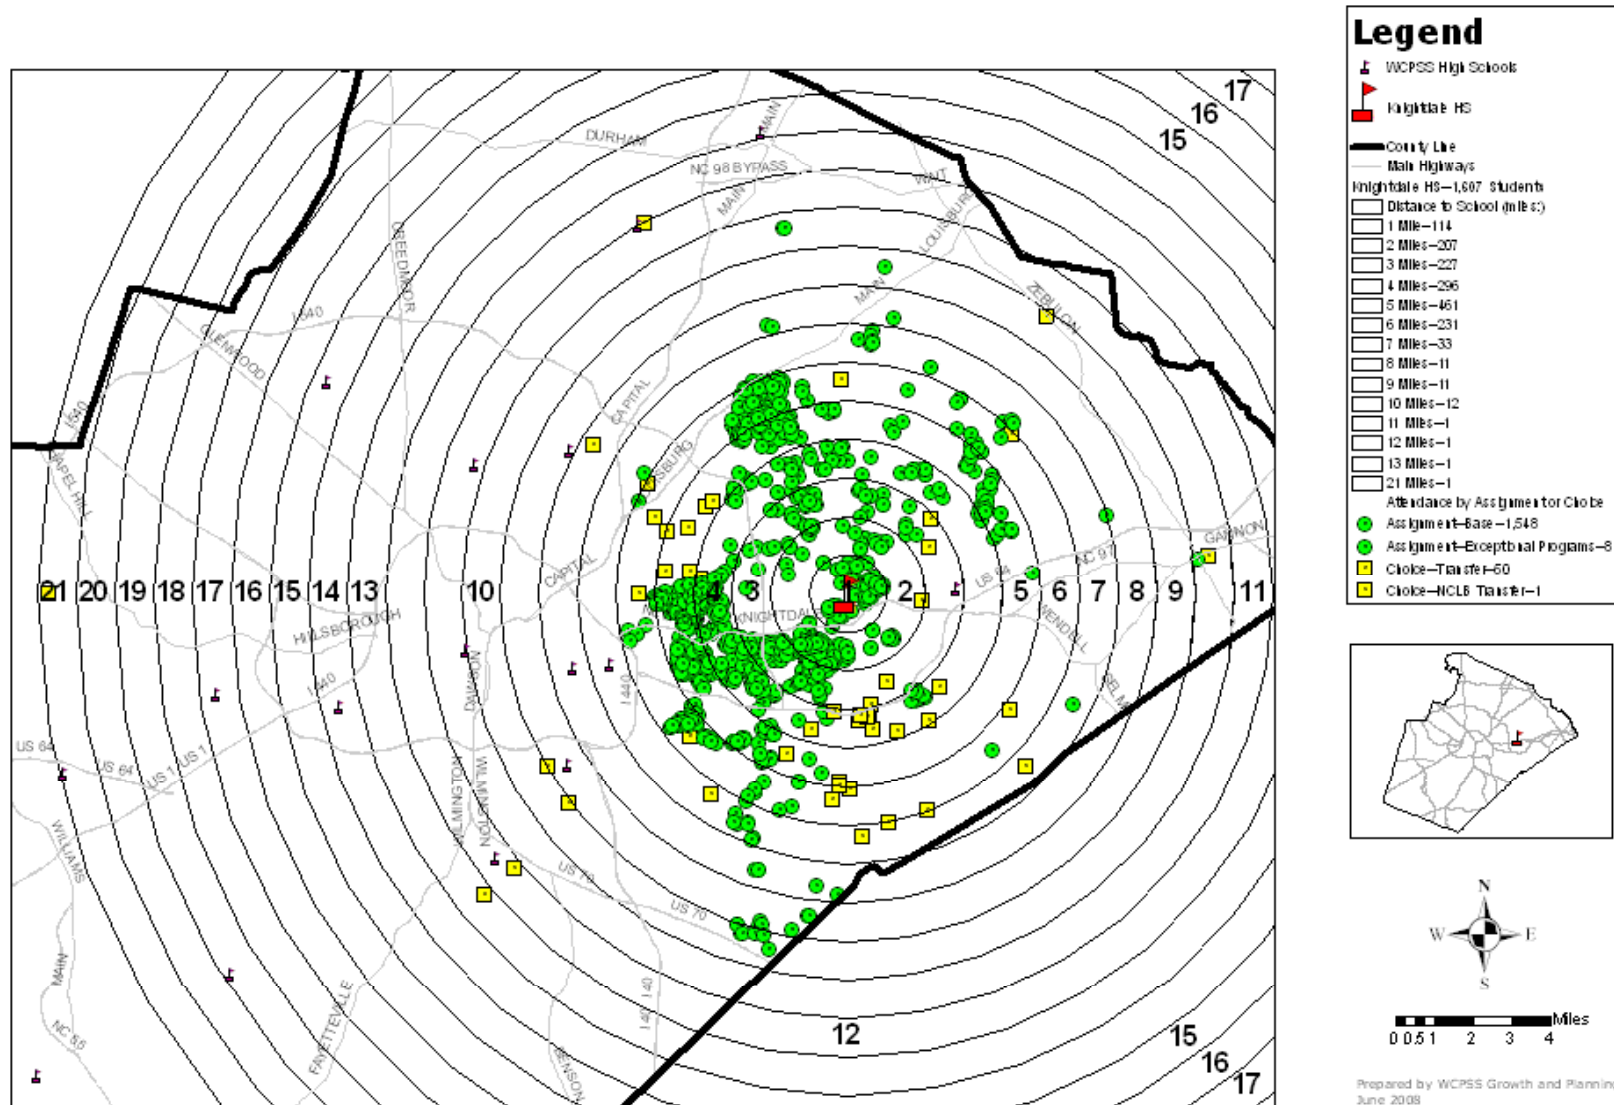 Legend
WCPSS High Schools
Knightdale HS
County Line
Main Highways
Knightdale HS--1,607 Students
Distance to School (miles)
1 Mile--114
2 Miles--207
3 Miles--227
4 Miles--296
5 Miles--461
6 Miles--231
7 Miles--33
8 Miles--11
9 Miles--11
10 Miles--12
11 Miles--1
12 Miles--1
13 Miles--1
21 Miles--1
Attendance by Assignment or Choice
Assignment--Base--1,548
Assignment--Exceptional Programs--8
Choice--Transfer--50
Choice--NCLB Transfer--1
17
16
15
MAIN
DURHAM
NC 98 BYPASS
WAIT
MAIN
LOUISBURG
CREEDMOOR
MAIN
ZEBULON
I 540
GLENWOOD
CAPITAL
I 540
CHAPEL HILL
GANNON
NC 97
US 64
CAPITAL
21 20 19 18 17 16 15 14 13 10 4 3 1 2 5 6 7 8 9 11
KNIGHTDALE
HILLSBOROUGH
MENDELL
DAWSON
I 440
I 440
SELMA
US 64
US 64
US 1
US 1
WILMINGTON
WILMINGTON
WILLIAMS
US 70
US 70
MAIN
FAYETTEVILLE
I 40
I 40
NC 55
BENSON
12
15
16
17
N
W
E
S
0 0.5 1 2 3 4
Miles
Prepared by WCPSS Growth and Planning
June 2008